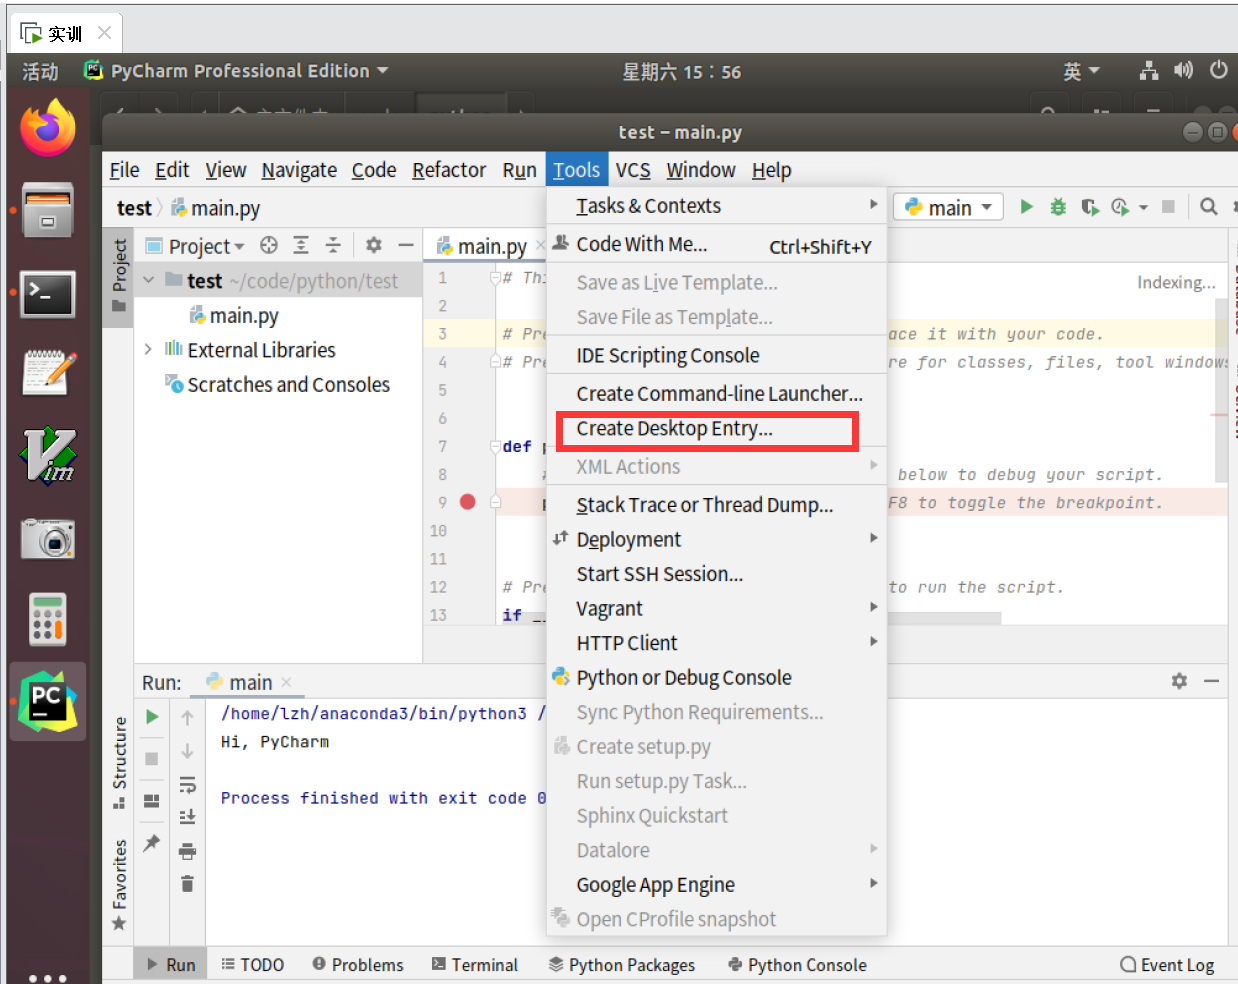 实训
活动 PyCharm Professional Edition 星期六 15：56 英
test – main.py
File Edit View Navigate Code Refactor Run Tools VCS Window Help
test main.py main
Project main.py
Project
test ~/code/python/test
main.py
External Libraries
Scratches and Consoles
Tasks & Contexts
Code With Me... Ctrl+Shift+Y
Save as Live Template...
Save File as Template...
IDE Scripting Console
Create Command-line Launcher...
Create Desktop Entry...
XML Actions
Stack Trace or Thread Dump...
Deployment
Start SSH Session...
Vagrant
HTTP Client
Python or Debug Console
Sync Python Requirements...
Create setup.py
Run setup.py Task...
Sphinx Quickstart
Datalore
Google App Engine
Open CProfile snapshot
Indexing...
1 # Thi
2
3 # Pre ace it with your code.
4 # Pre re for classes, files, tool windows
5
6
7 def p
8 # below to debug your script.
9 p F8 to toggle the breakpoint.
10
11
12 # Pre to run the script.
13 if __
Run: main
/home/lzh/anaconda3/bin/python3 /
Hi, PyCharm
Process finished with exit code 0
Structure
Favorites
Run TODO Problems Terminal Python Packages Python Console Event Log
PC
Vim